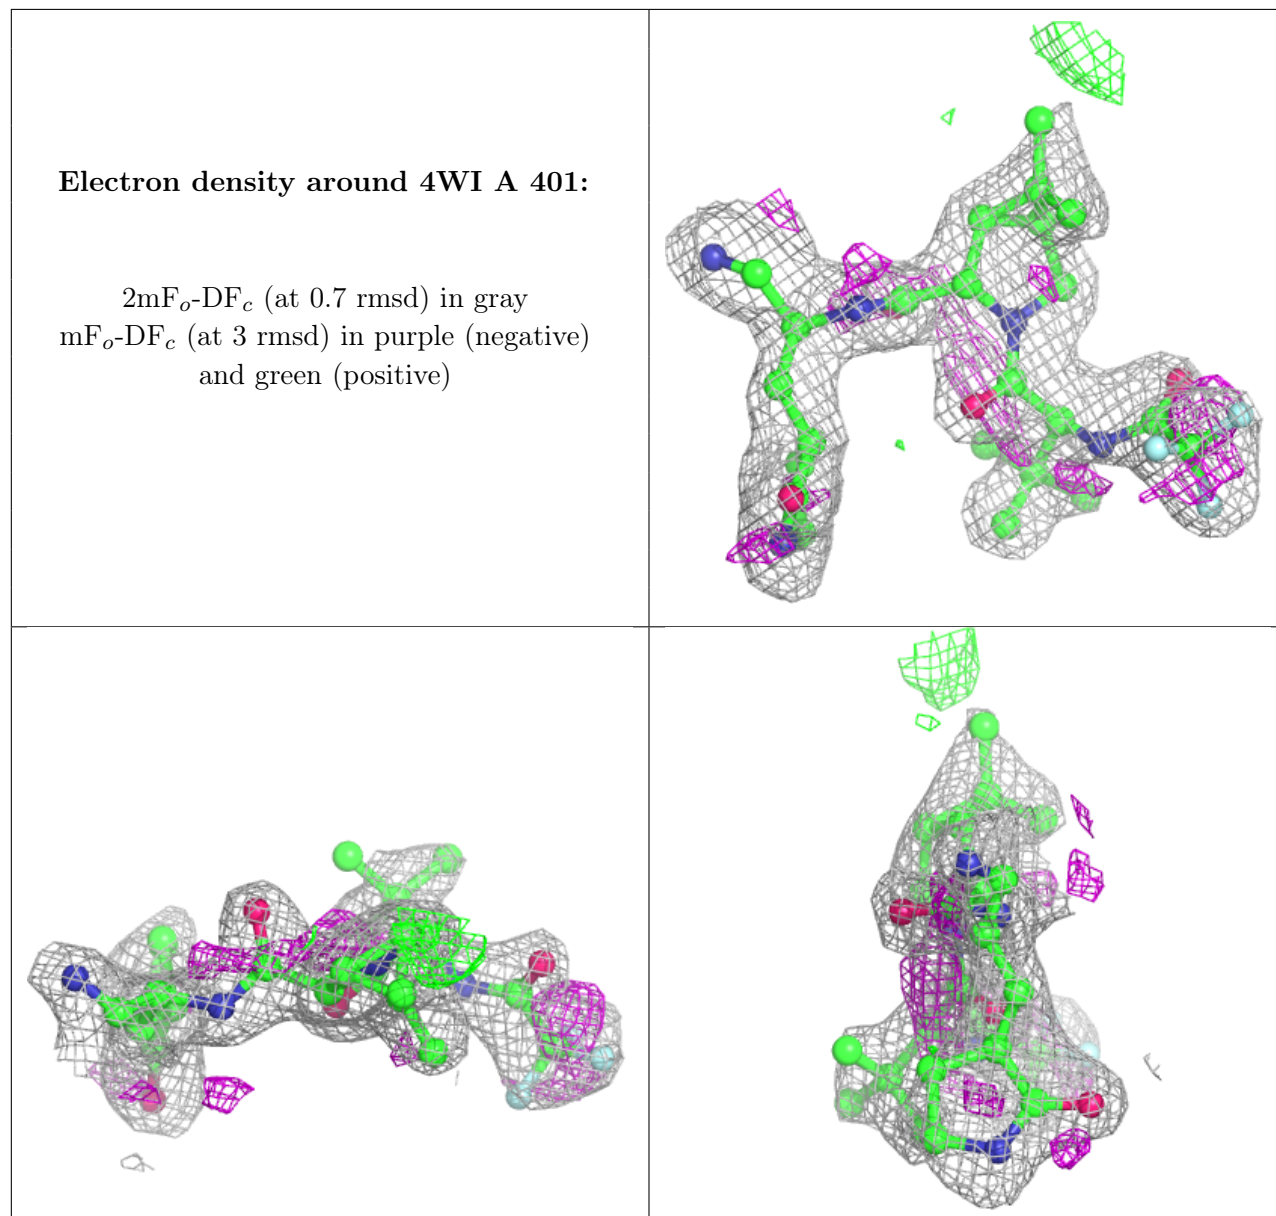 Electron density around 4WI A 401:
2mFo-DFc (at 0.7 rmsd) in gray
mFo-DFc (at 3 rmsd) in purple (negative)
and green (positive)